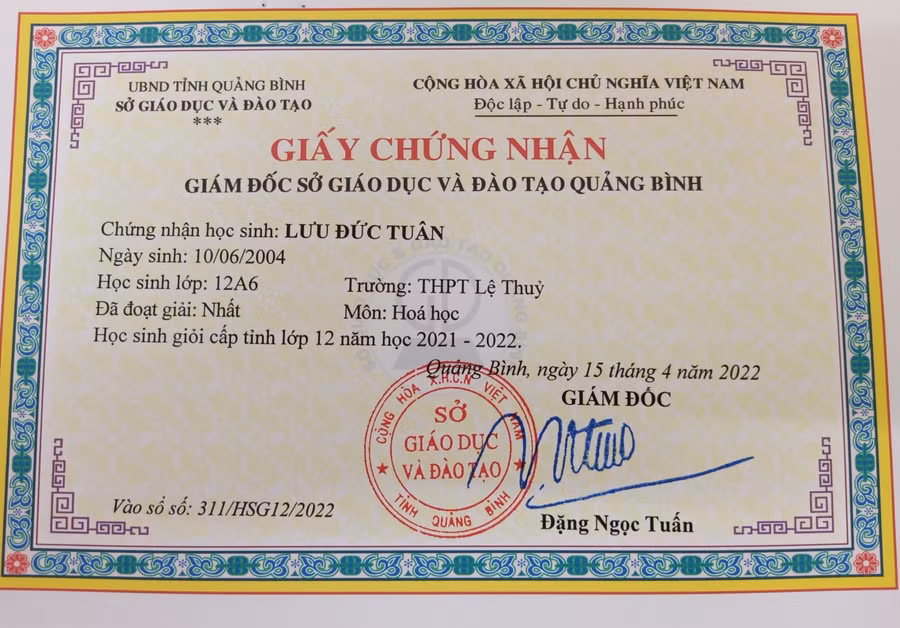 UBND TỈNH QUẢNG BÌNH
SỞ GIÁO DỤC VÀ ĐÀO TẠO
***
CỘNG HÒA XÃ HỘI CHỦ NGHĨA VIỆT NAM
Độc lập - Tự do - Hạnh phúc
GIẤY CHỨNG NHẬN
GIÁM ĐỐC SỞ GIÁO DỤC VÀ ĐÀO TẠO QUẢNG BÌNH
Chứng nhận học sinh: LƯU ĐỨC TUÂN
Ngày sinh: 10/06/2004
Học sinh lớp: 12A6 Trường: THPT Lệ Thuỷ
Đã đoạt giải: Nhất Môn: Hoá học
Học sinh giỏi cấp tỉnh lớp 12 năm học 2021 - 2022.
Quảng Bình, ngày 15 tháng 4 năm 2022
GIÁM ĐỐC
CỘNG HÒA X.H.C.N VIỆT NAM
SỞ
GIÁO DỤC
VÀ ĐÀO TẠO
TỈNH QUẢNG BÌNH
Vào sổ số: 311/HSG12/2022
Đặng Ngọc Tuấn